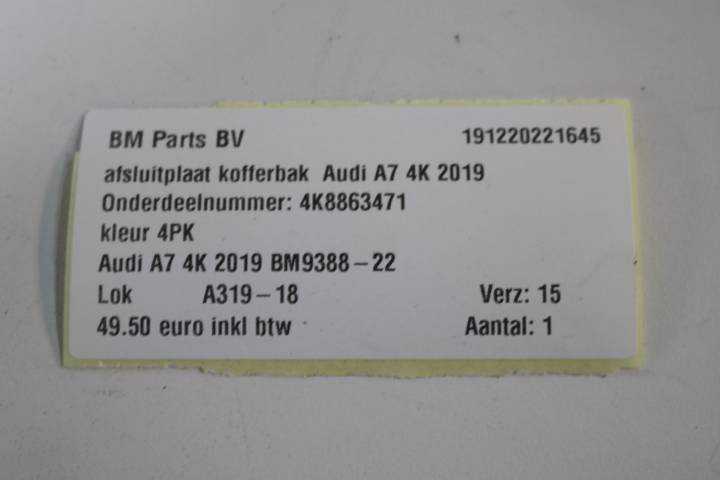 BM Parts BV 191220221645
afsluitplaat kofferbak Audi A7 4K 2019
Onderdeelnummer: 4K8863471
kleur 4PK
Audi A7 4K 2019 BM9388-22
Lok A319-18 Verz: 15
49.50 euro inkl btw Aantal: 1